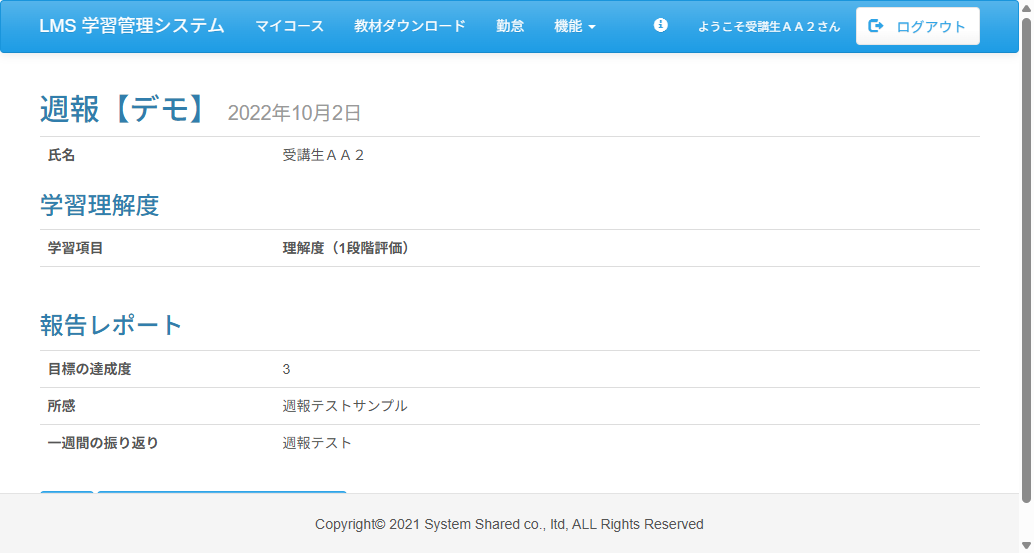 LMS 学習管理システム マイコース 教材ダウンロード 勤怠 機能 ようこそ受講生ＡＡ２さん ログアウト
週報【デモ】 2022年10月2日
氏名 受講生ＡＡ２
学習理解度
学習項目 理解度（1段階評価）
報告レポート
目標の達成度 3
所感 週報テストサンプル
一週間の振り返り 週報テスト
Copyright© 2021 System Shared co., ltd, ALL Rights Reserved